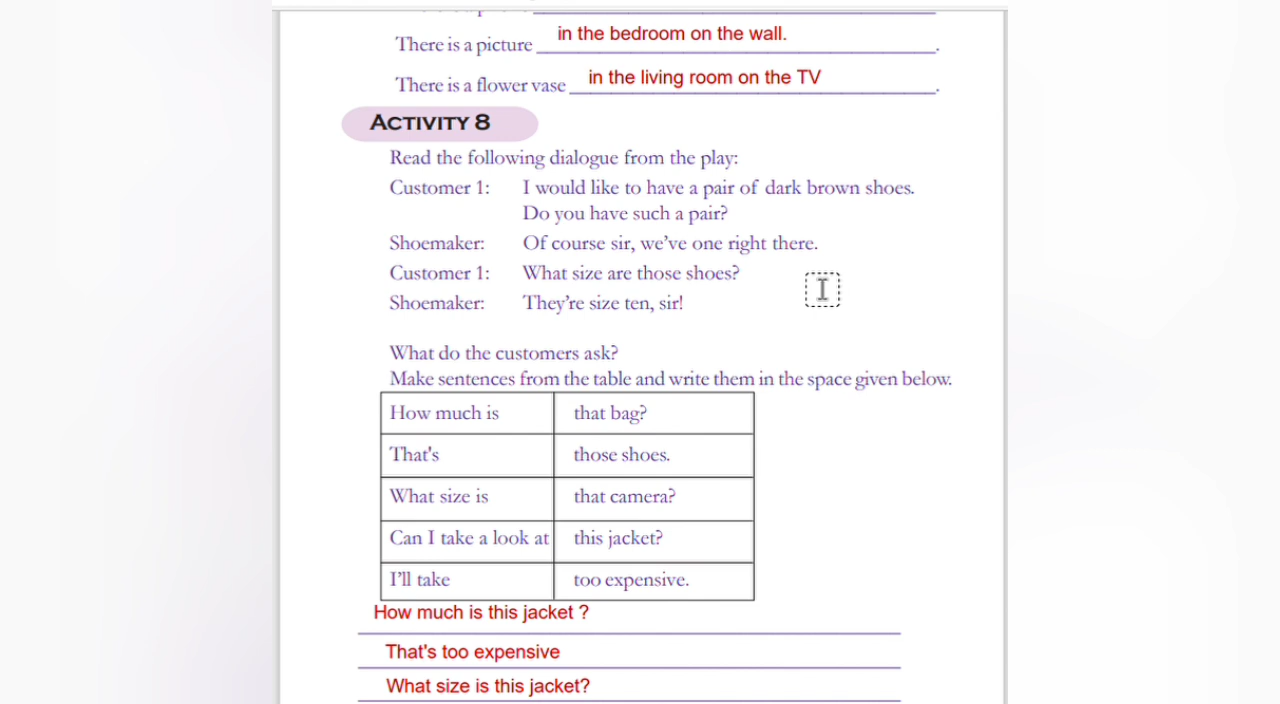 There is a picture in the bedroom on the wall. .
There is a flower vase in the living room on the TV .
ACTIVITY 8
Read the following dialogue from the play:
Customer 1: I would like to have a pair of dark brown shoes.
Do you have such a pair?
Shoemaker: Of course sir, we've one right there.
Customer 1: What size are those shoes?
Shoemaker: They're size ten, sir!
What do the customers ask?
Make sentences from the table and write them in the space given below.
How much is that bag?
That's those shoes.
What size is that camera?
Can I take a look at this jacket?
I'll take too expensive.
How much is this jacket ?
That's too expensive
What size is this jacket?